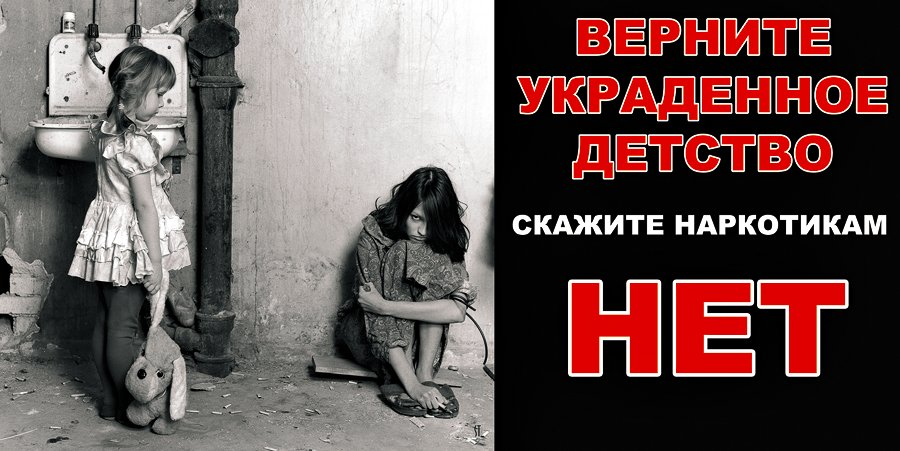 ВЕРНИТЕ
УКРАДЕННОЕ
ДЕТСТВО
СКАЖИТЕ НАРКОТИКАМ
НЕТ